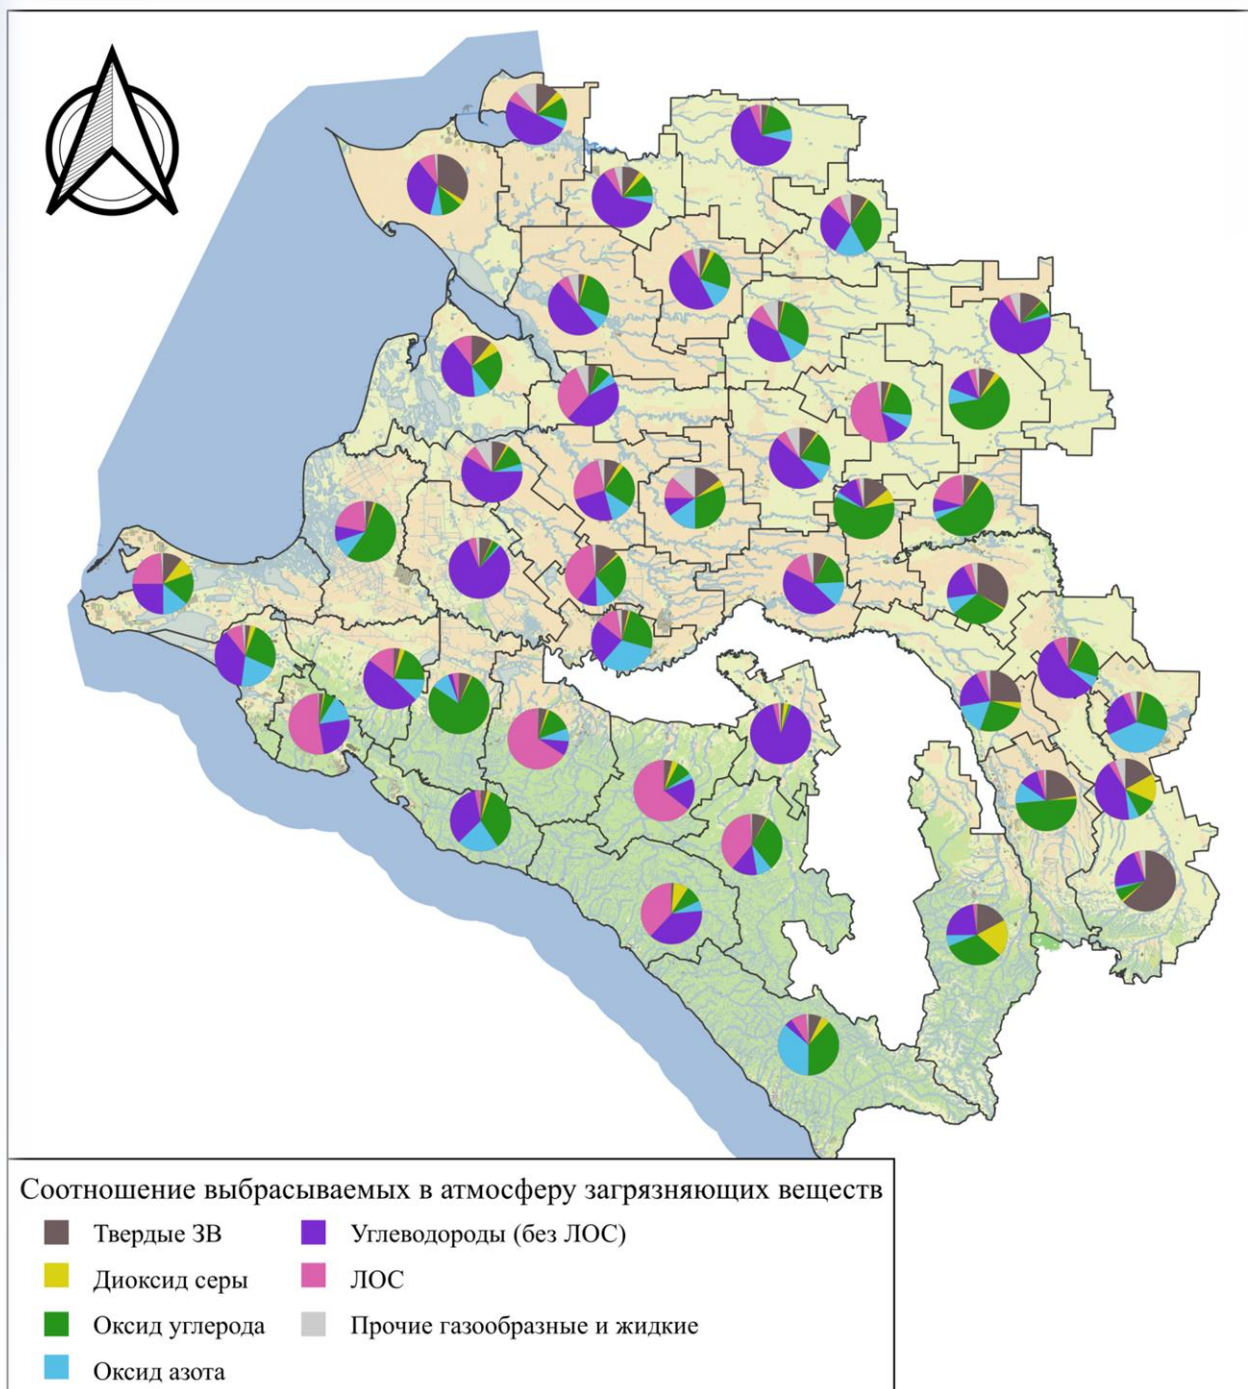 Соотношение выбрасываемых в атмосферу загрязняющих веществ
Твердые ЗВ
Диоксид серы
Оксид углерода
Оксид азота
Углеводороды (без ЛОС)
ЛОС
Прочие газообразные и жидкие